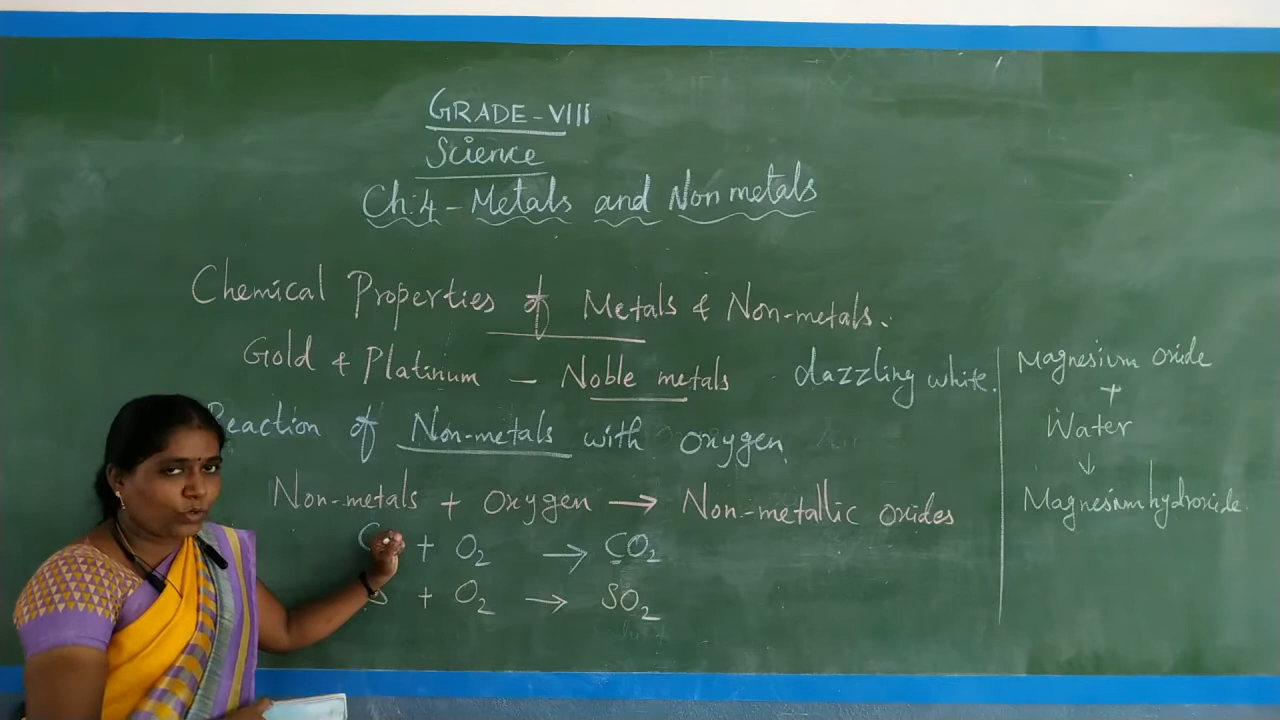 GRADE-VIII
Science
Ch:4 - Metals and Non metals
Chemical Properties of Metals & Non-metals.
Gold & Platinum — Noble metals
dazzling white.
Reaction of Non-metals with oxygen
Non-metals + Oxygen → Non-metallic oxides
C + O₂ → CO₂
S + O₂ → SO₂
Magnesium oxide
+
Water
↓
Magnesium hydroxide.